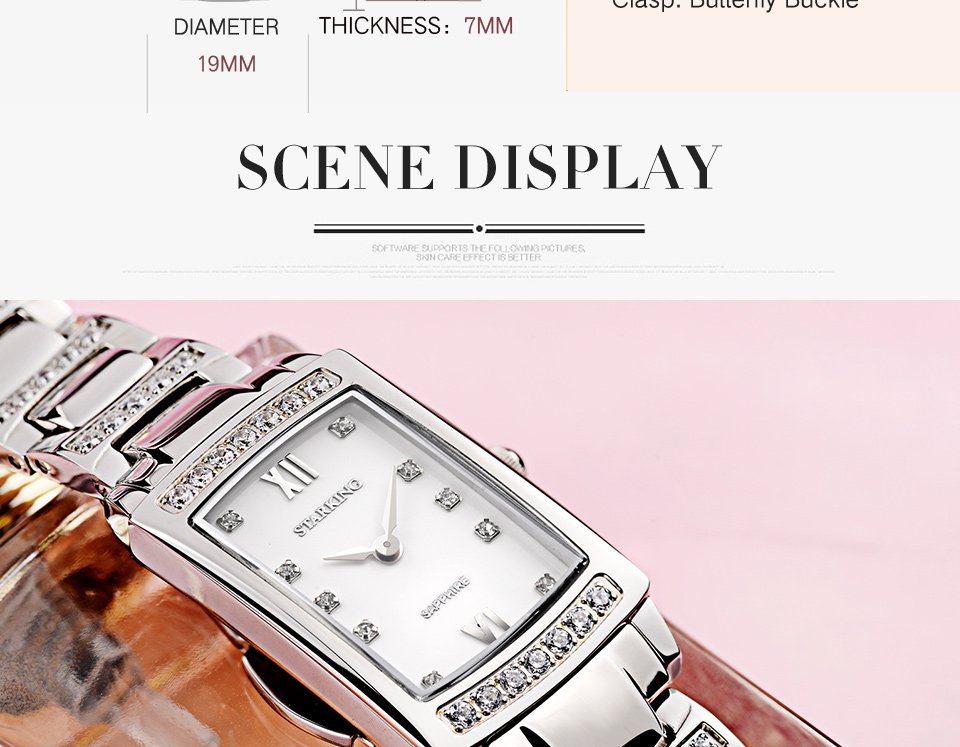 Clasp: Butterfly Buckle
DIAMETER
19MM
THICKNESS: 7MM
SCENE DISPLAY
SOFTWARE SUPPORTS THE FOLLOWING PICTURES,
SKIN CARE EFFECT IS BETTER
XII
STARKING
SAPPHIRE
VI